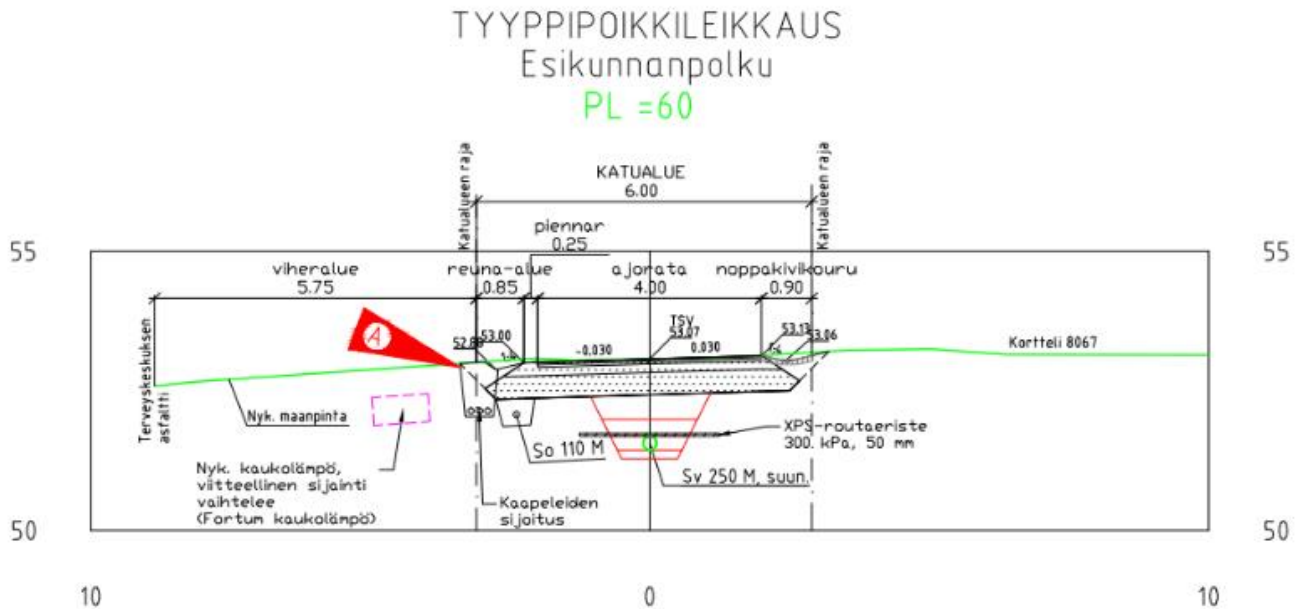 TYYPPIPOIKKILEIKKAUS
Esikunnanpolku
PL =60
Katualueen raja
KATUALUE
6.00
Katualueen raja
piennar
0.25
55
55
viheralue
5.75
reuna-alue
0.85
ajorata
4.00
noppakivikouru
0.90
A
53.00
TSV
53.07
53.13
53.06
-0,030
0,030
Kortteli 8067
Terveyskeskuksen
asfaltti
Nyk. maanpinta
So 110 M
XPS-routaeriste
300. kPa, 50 mm
Sv 250 M, suun.
Nyk. kaukolämpö,
viitteellinen sijainti
vaihtelee
(Fortum kaukolämpö)
Kaapeleiden
sijoitus
50
50
10
0
10